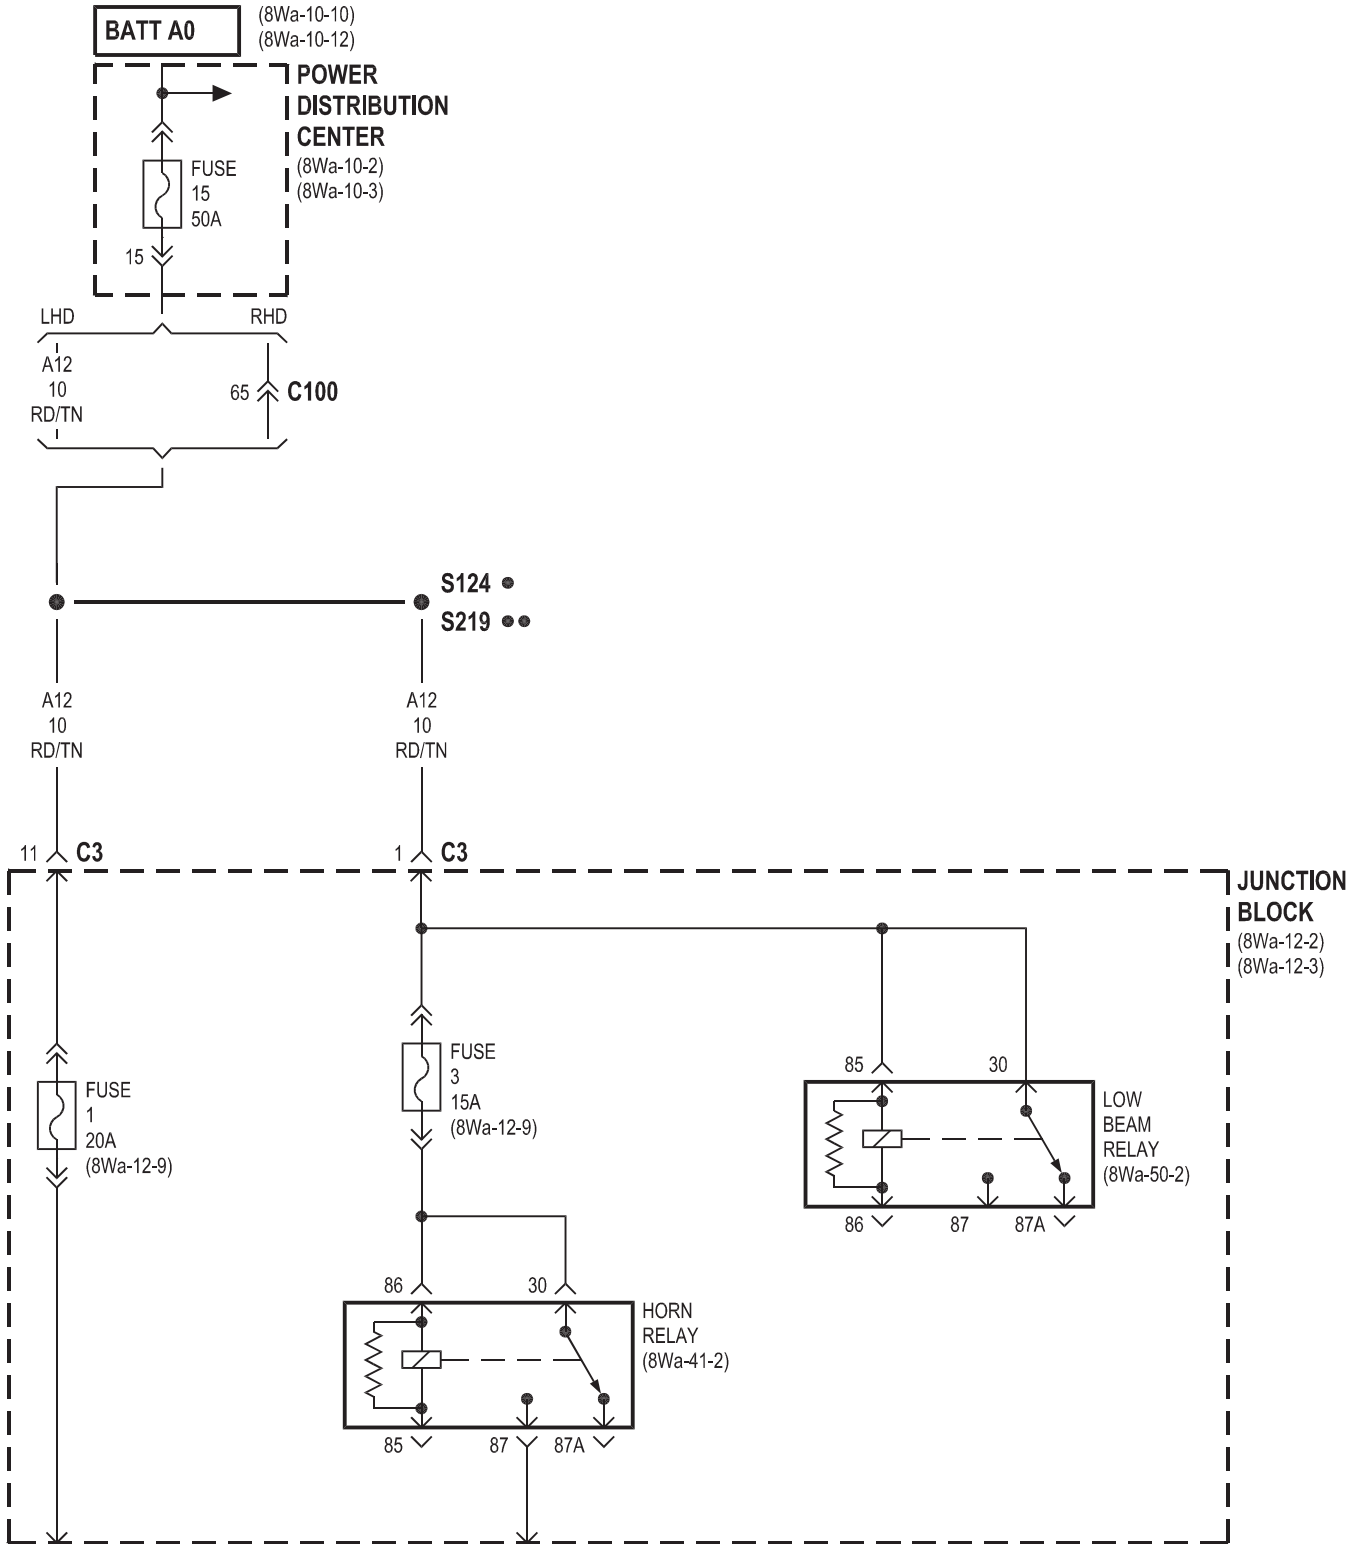 BATT A0
(8Wa-10-10)
(8Wa-10-12)
POWER
DISTRIBUTION
CENTER
(8Wa-10-2)
(8Wa-10-3)
FUSE
15
50A
15
LHD
RHD
A12
10
RD/TN
65
C100
S124
S219
A12
10
RD/TN
A12
10
RD/TN
11
C3
1
C3
JUNCTION
BLOCK
(8Wa-12-2)
(8Wa-12-3)
FUSE
1
20A
(8Wa-12-9)
FUSE
3
15A
(8Wa-12-9)
85
30
LOW
BEAM
RELAY
(8Wa-50-2)
86
87
87A
86
30
HORN
RELAY
(8Wa-41-2)
85
87
87A